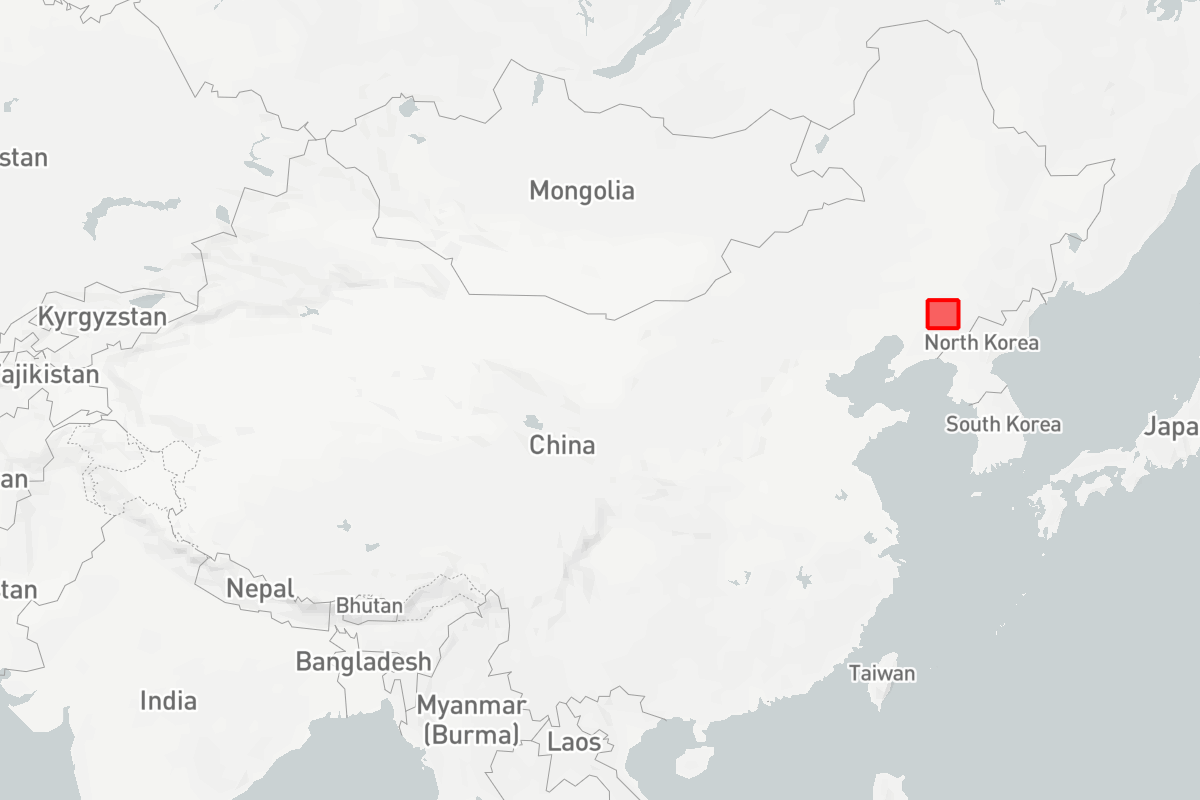 stan
Mongolia
Kyrgyzstan
North Korea
ajikistan
South Korea
Japa
China
an
stan
Nepal
Bhutan
Bangladesh
Taiwan
India
Myanmar
(Burma)
Laos